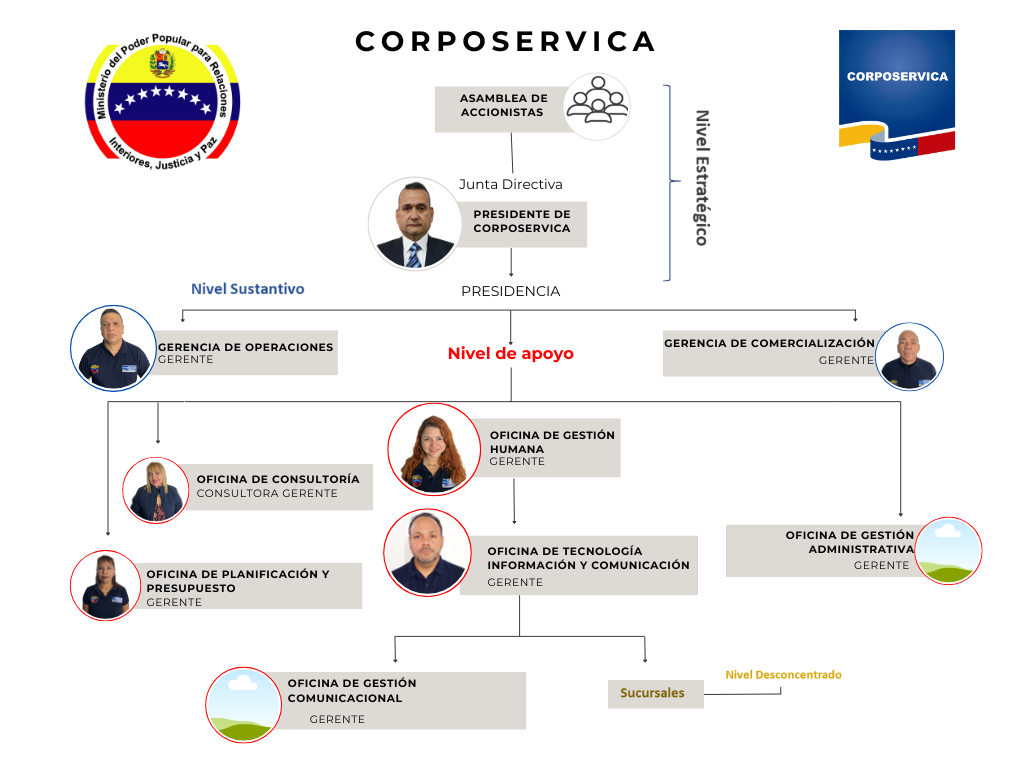 CORPOSERVICA
Ministerio del Poder Popular para Relaciones
Interiores, Justicia y Paz
CORPOSERVICA
ASAMBLEA DE
ACCIONISTAS
Nivel Estratégico
Junta Directiva
PRESIDENTE DE
CORPOSERVICA
Nivel Sustantivo
PRESIDENCIA
GERENCIA DE OPERACIONES
GERENTE
Nivel de apoyo
GERENCIA DE COMERCIALIZACIÓN
GERENTE
OFICINA DE GESTIÓN
HUMANA
GERENTE
OFICINA DE CONSULTORÍA
CONSULTORA GERENTE
OFICINA DE GESTIÓN
ADMINISTRATIVA
GERENTE
OFICINA DE TECNOLOGÍA
INFORMACIÓN Y COMUNICACIÓN
GERENTE
OFICINA DE PLANIFICACIÓN Y
PRESUPUESTO
GERENTE
OFICINA DE GESTIÓN
COMUNICACIONAL
GERENTE
Sucursales
Nivel Desconcentrado